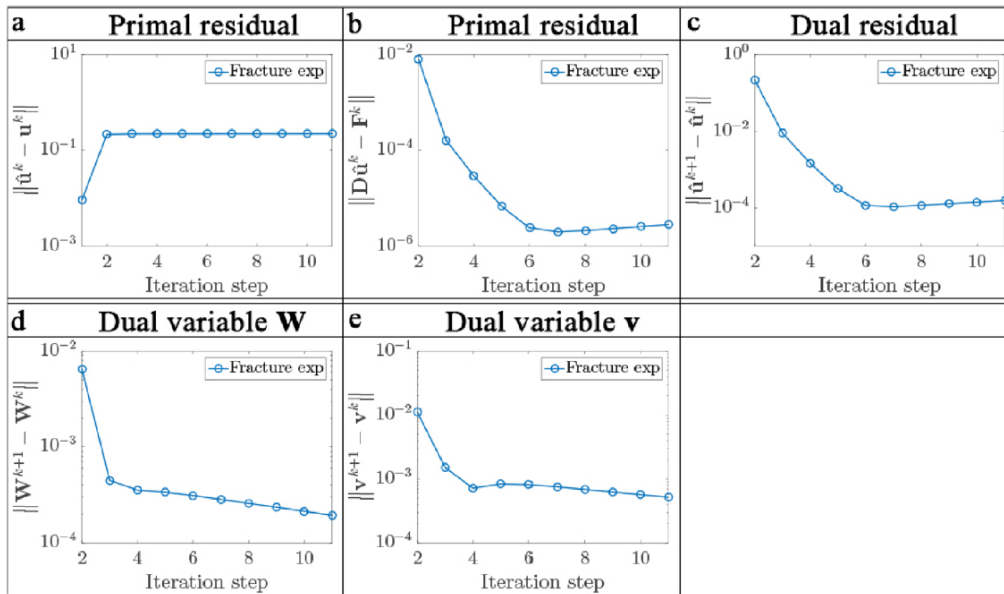 a Primal residual
b Primal residual
c Dual residual
10^1
10^-1
10^-3
‖û^k − u^k‖
Fracture exp
2 4 6 8 10
Iteration step
10^-2
10^-4
10^-6
‖Dû^k − F^k‖
Fracture exp
2 4 6 8 10
Iteration step
10^0
10^-2
10^-4
‖û^{k+1} − û^k‖
Fracture exp
2 4 6 8 10
Iteration step
d Dual variable W
e Dual variable v
10^-2
10^-3
10^-4
‖W^{k+1} − W^k‖
Fracture exp
2 4 6 8 10
Iteration step
10^-1
10^-2
10^-3
10^-4
‖v^{k+1} − v^k‖
Fracture exp
2 4 6 8 10
Iteration step